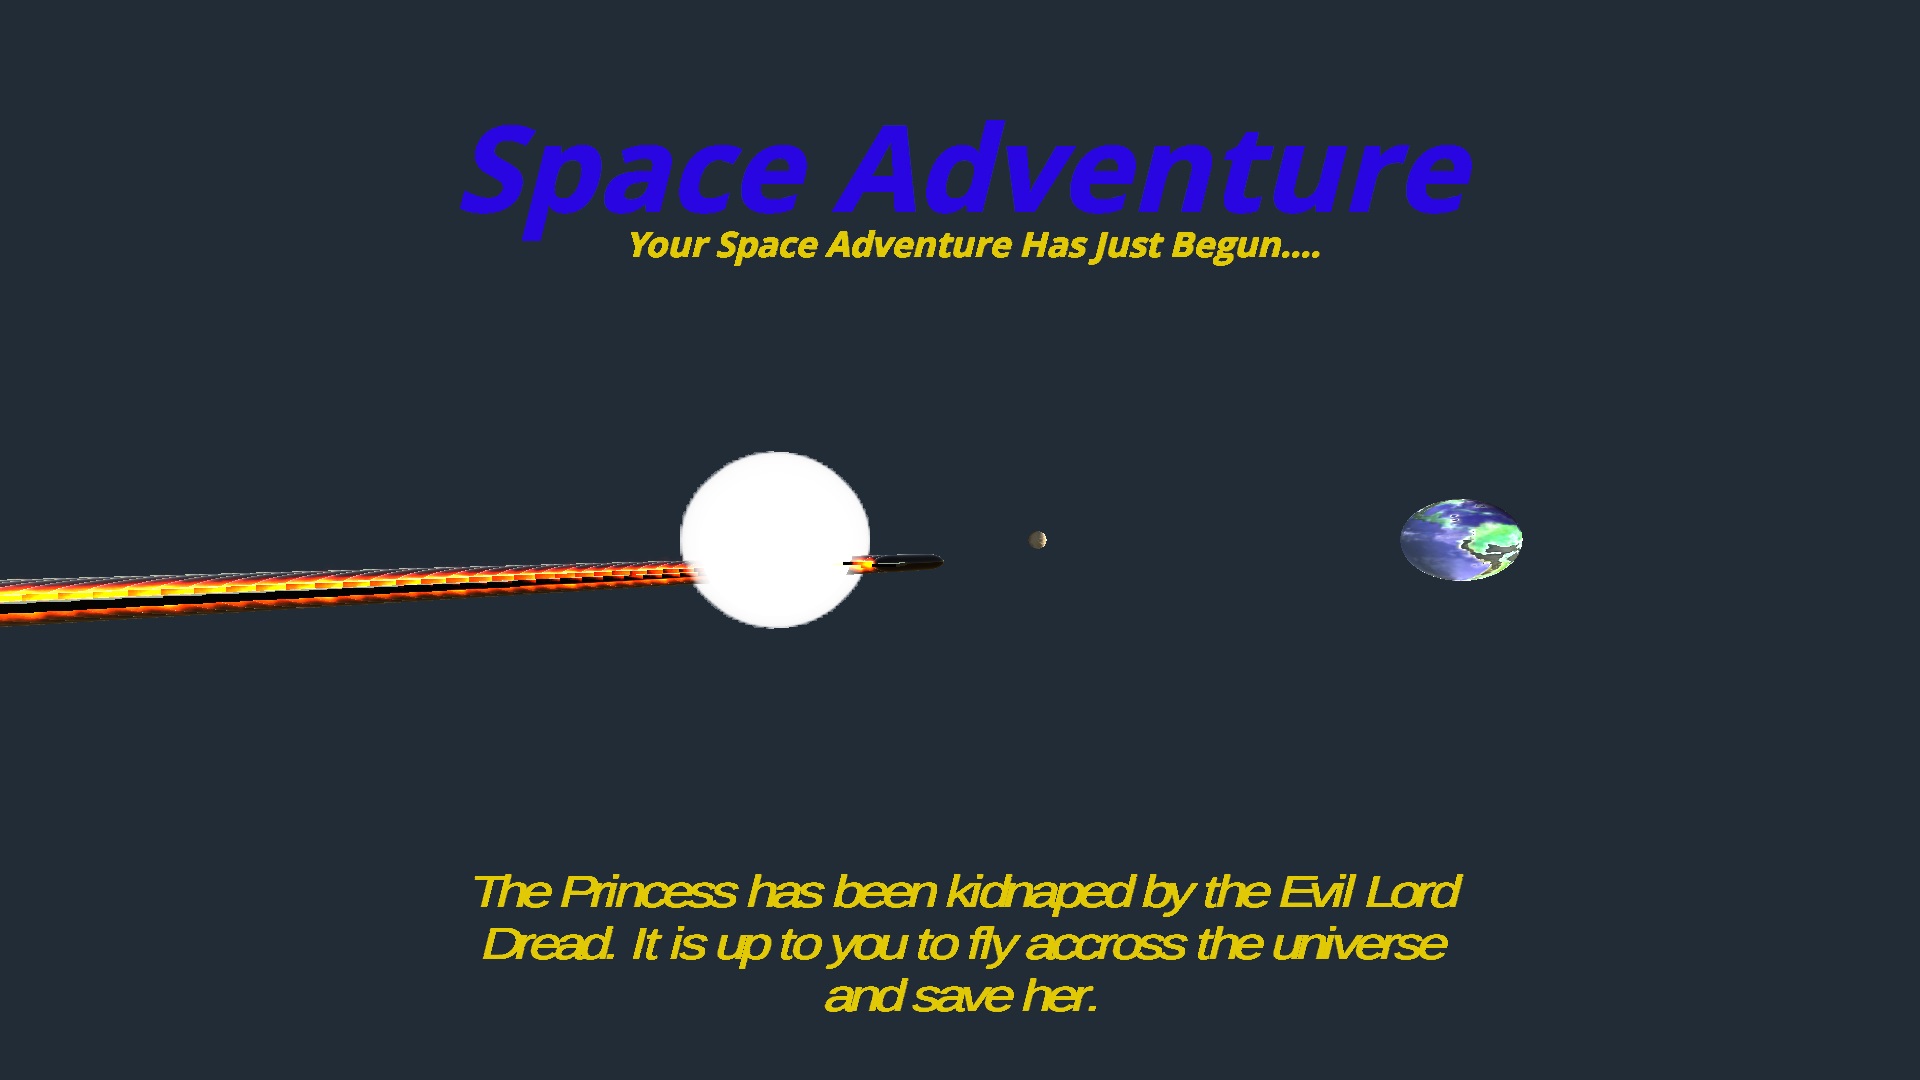 Space Adventure
Your Space Adventure Has Just Begun....
The Princess has been kidnaped by the Evil Lord
Dread. It is up to you to fly accross the universe
and save her.